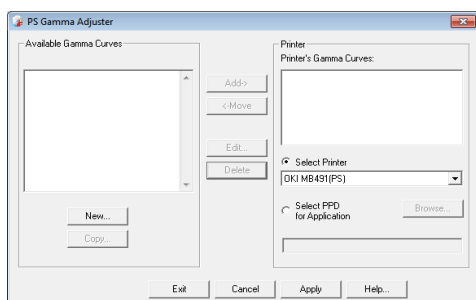 PS Gamma Adjuster
Available Gamma Curves
New...
Copy...
Add->
<-Move
Edit...
Delete
Printer
Printer's Gamma Curves:
Select Printer
OKI MB491(PS)
Select PPD
for Application
Browse...
Exit
Cancel
Apply
Help...